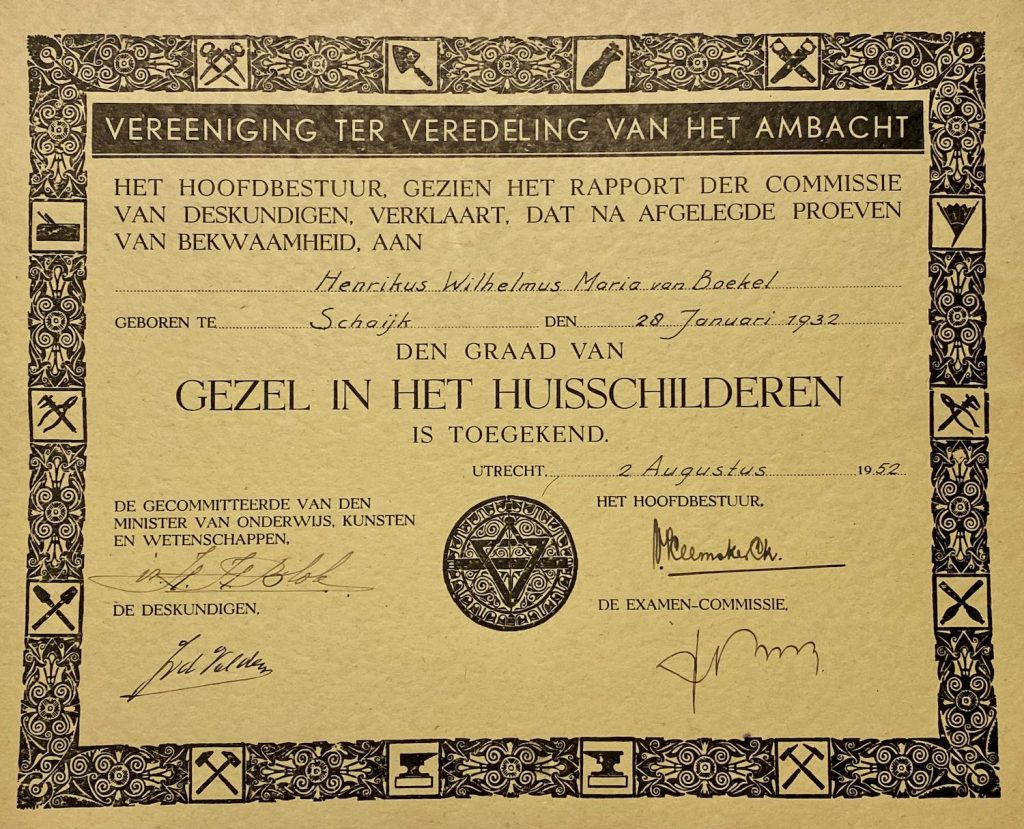 VEREENIGING TER VEREDELING VAN HET AMBACHT
HET HOOFDBESTUUR, GEZIEN HET RAPPORT DER COMMISSIE
VAN DESKUNDIGEN, VERKLAART, DAT NA AFGELEGDE PROEVEN
VAN BEKWAAMHEID, AAN
Henrikus Wilhelmus Maria van Boekel
GEBOREN TE Schaijk DEN 28 Januari 1932
DEN GRAAD VAN
GEZEL IN HET HUISSCHILDEREN
IS TOEGEKEND.
UTRECHT, 2 Augustus 1952
DE GECOMMITTEERDE VAN DEN
MINISTER VAN ONDERWIJS, KUNSTEN
EN WETENSCHAPPEN,
Blok
HET HOOFDBESTUUR,
DE DESKUNDIGEN,
vd Velden
DE EXAMEN-COMMISSIE,